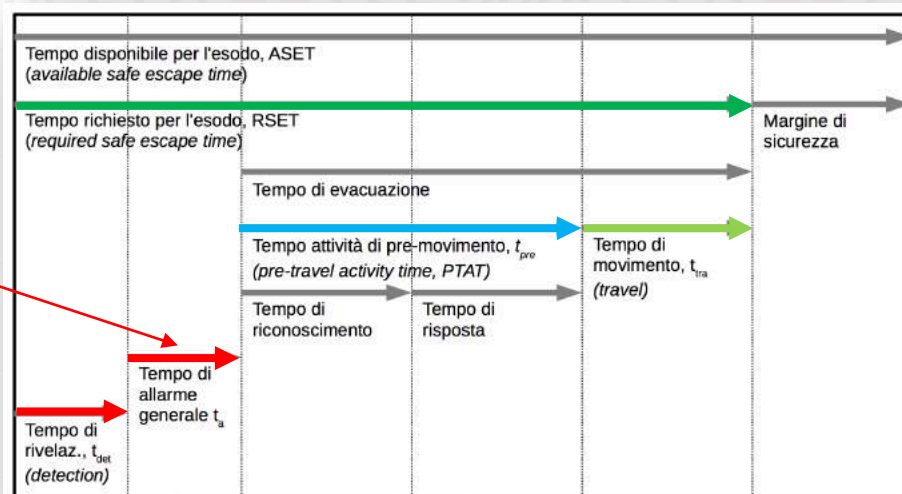 Tempo disponibile per l'esodo, ASET
(available safe escape time)
Tempo richiesto per l'esodo, RSET
(required safe escape time)
Margine di
sicurezza
Tempo di evacuazione
Tempo attività di pre-movimento, tpre
(pre-travel activity time, PTAT)
Tempo di
movimento, ttra
(travel)
Tempo di
riconoscimento
Tempo di
risposta
Tempo di
allarme
generale ta
Tempo di
rivelaz., tdet
(detection)